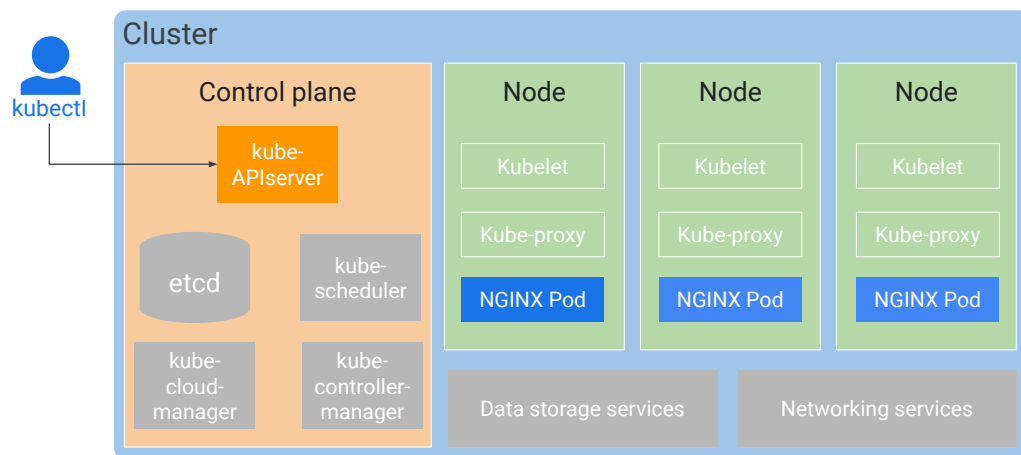 Cluster
kubectl
Control plane
kube-
APIserver
etcd
kube-
scheduler
kube-
cloud-
manager
kube-
controller-
manager
Node
Kubelet
Kube-proxy
NGINX Pod
Node
Kubelet
Kube-proxy
NGINX Pod
Node
Kubelet
Kube-proxy
NGINX Pod
Data storage services
Networking services